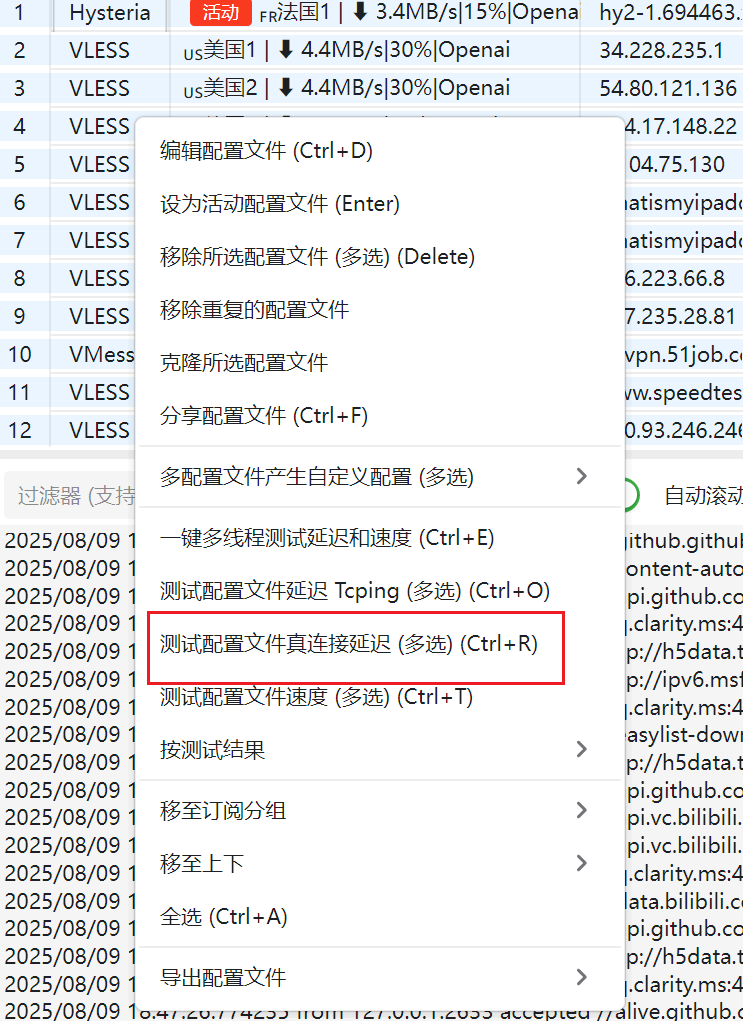 1 Hysteria 活动 FR法国1 | ⬇ 3.4MB/s|15%|Openai hy2-1.694463.
2 VLESS US美国1 | ⬇ 4.4MB/s|30%|Openai 34.228.235.1
3 VLESS US美国2 | ⬇ 4.4MB/s|30%|Openai 54.80.121.136
4 VLESS 4.17.148.22
5 VLESS 04.75.130
6 VLESS natismyipado
7 VLESS natismyipado
8 VLESS 6.223.66.8
9 VLESS 7.235.28.81
10 VMess vpn.51job.co
11 VLESS ww.speedtes
12 VLESS 0.93.246.246
编辑配置文件 (Ctrl+D)
设为活动配置文件 (Enter)
移除所选配置文件 (多选) (Delete)
移除重复的配置文件
克隆所选配置文件
分享配置文件 (Ctrl+F)
多配置文件产生自定义配置 (多选)
一键多线程测试延迟和速度 (Ctrl+E)
测试配置文件延迟 Tcping (多选) (Ctrl+O)
测试配置文件真连接延迟 (多选) (Ctrl+R)
测试配置文件速度 (多选) (Ctrl+T)
按测试结果
移至订阅分组
移至上下
全选 (Ctrl+A)
导出配置文件
过滤器 (支持 自动滚动
2025/08/09 1 github.github
2025/08/09 1 ontent-auto
2025/08/09 1 pi.github.co
2025/08/09 1 .clarity.ms:4
2025/08/09 1 p://h5data.t
2025/08/09 1 p://ipv6.msf
2025/08/09 1 .clarity.ms:4
2025/08/09 1 easylist-down
2025/08/09 1 p://h5data.t
2025/08/09 1 pi.github.co
2025/08/09 1 pi.vc.bilibili.
2025/08/09 1 pi.vc.bilibili.
2025/08/09 1 .clarity.ms:4
2025/08/09 1 data.bilibili.co
2025/08/09 1 pi.github.co
2025/08/09 1 p://h5data.t
2025/08/09 1 .clarity.ms:4
2025/08/09 18:47:26.774235 from 127.0.0.1:2633 accepted //alive.github.com